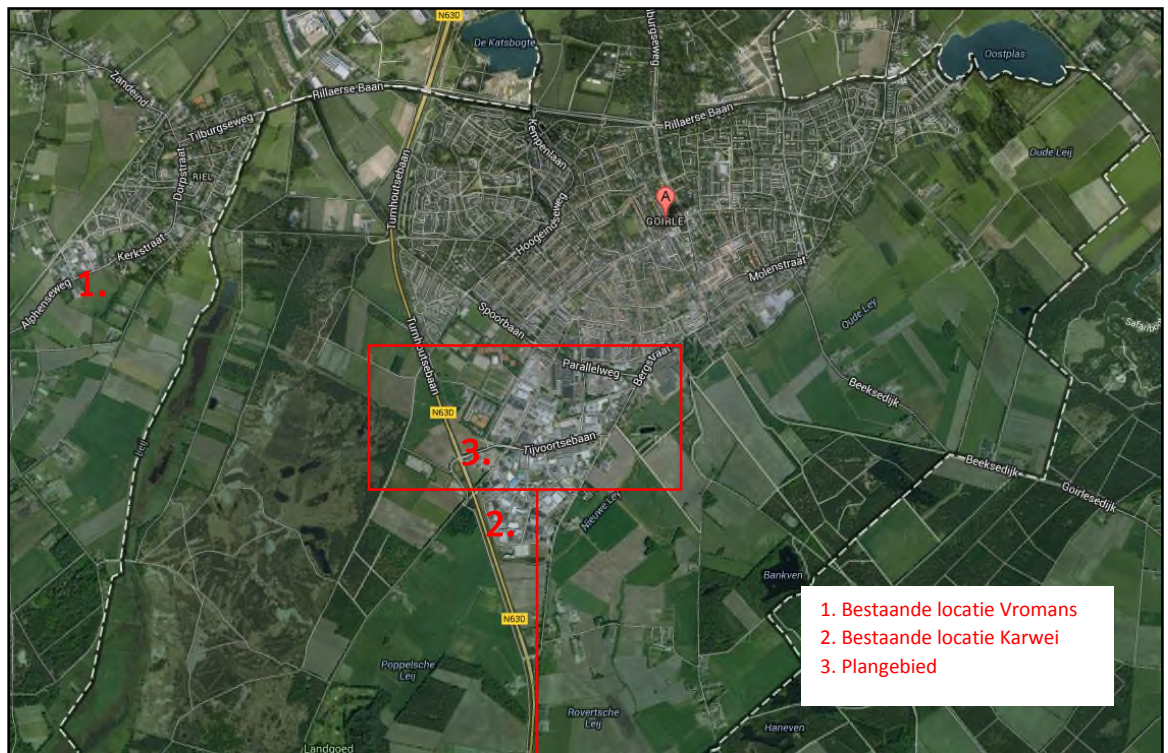 N630
De Katsbogte
Tilburgseweg
Oostplas
Zandeind
Rillaerse Baan
Rillaerse Baan
Tilburgseweg
Kempenlaan
Dorpstraat
Oude Leij
RIEL
Turnhoutsebaan
A
GOIRLE
Hoogeindseweg
Kerkstraat
Molenstraat
1.
Alphenseweg
Oude Ley
Spoorbaan
Turnhoutsebaan
Parallelweg
Beeksedijk
N630
Leij
Tijvoortsebaan
3.
Beeksedijk
Goirlesedijk
Nieuwe Ley
2.
Bankven
1. Bestaande locatie Vromans
N630
2. Bestaande locatie Karwei
Poppelsche
Leij
3. Plangebied
Rovertsche
Leij
Haneven
Landgoed